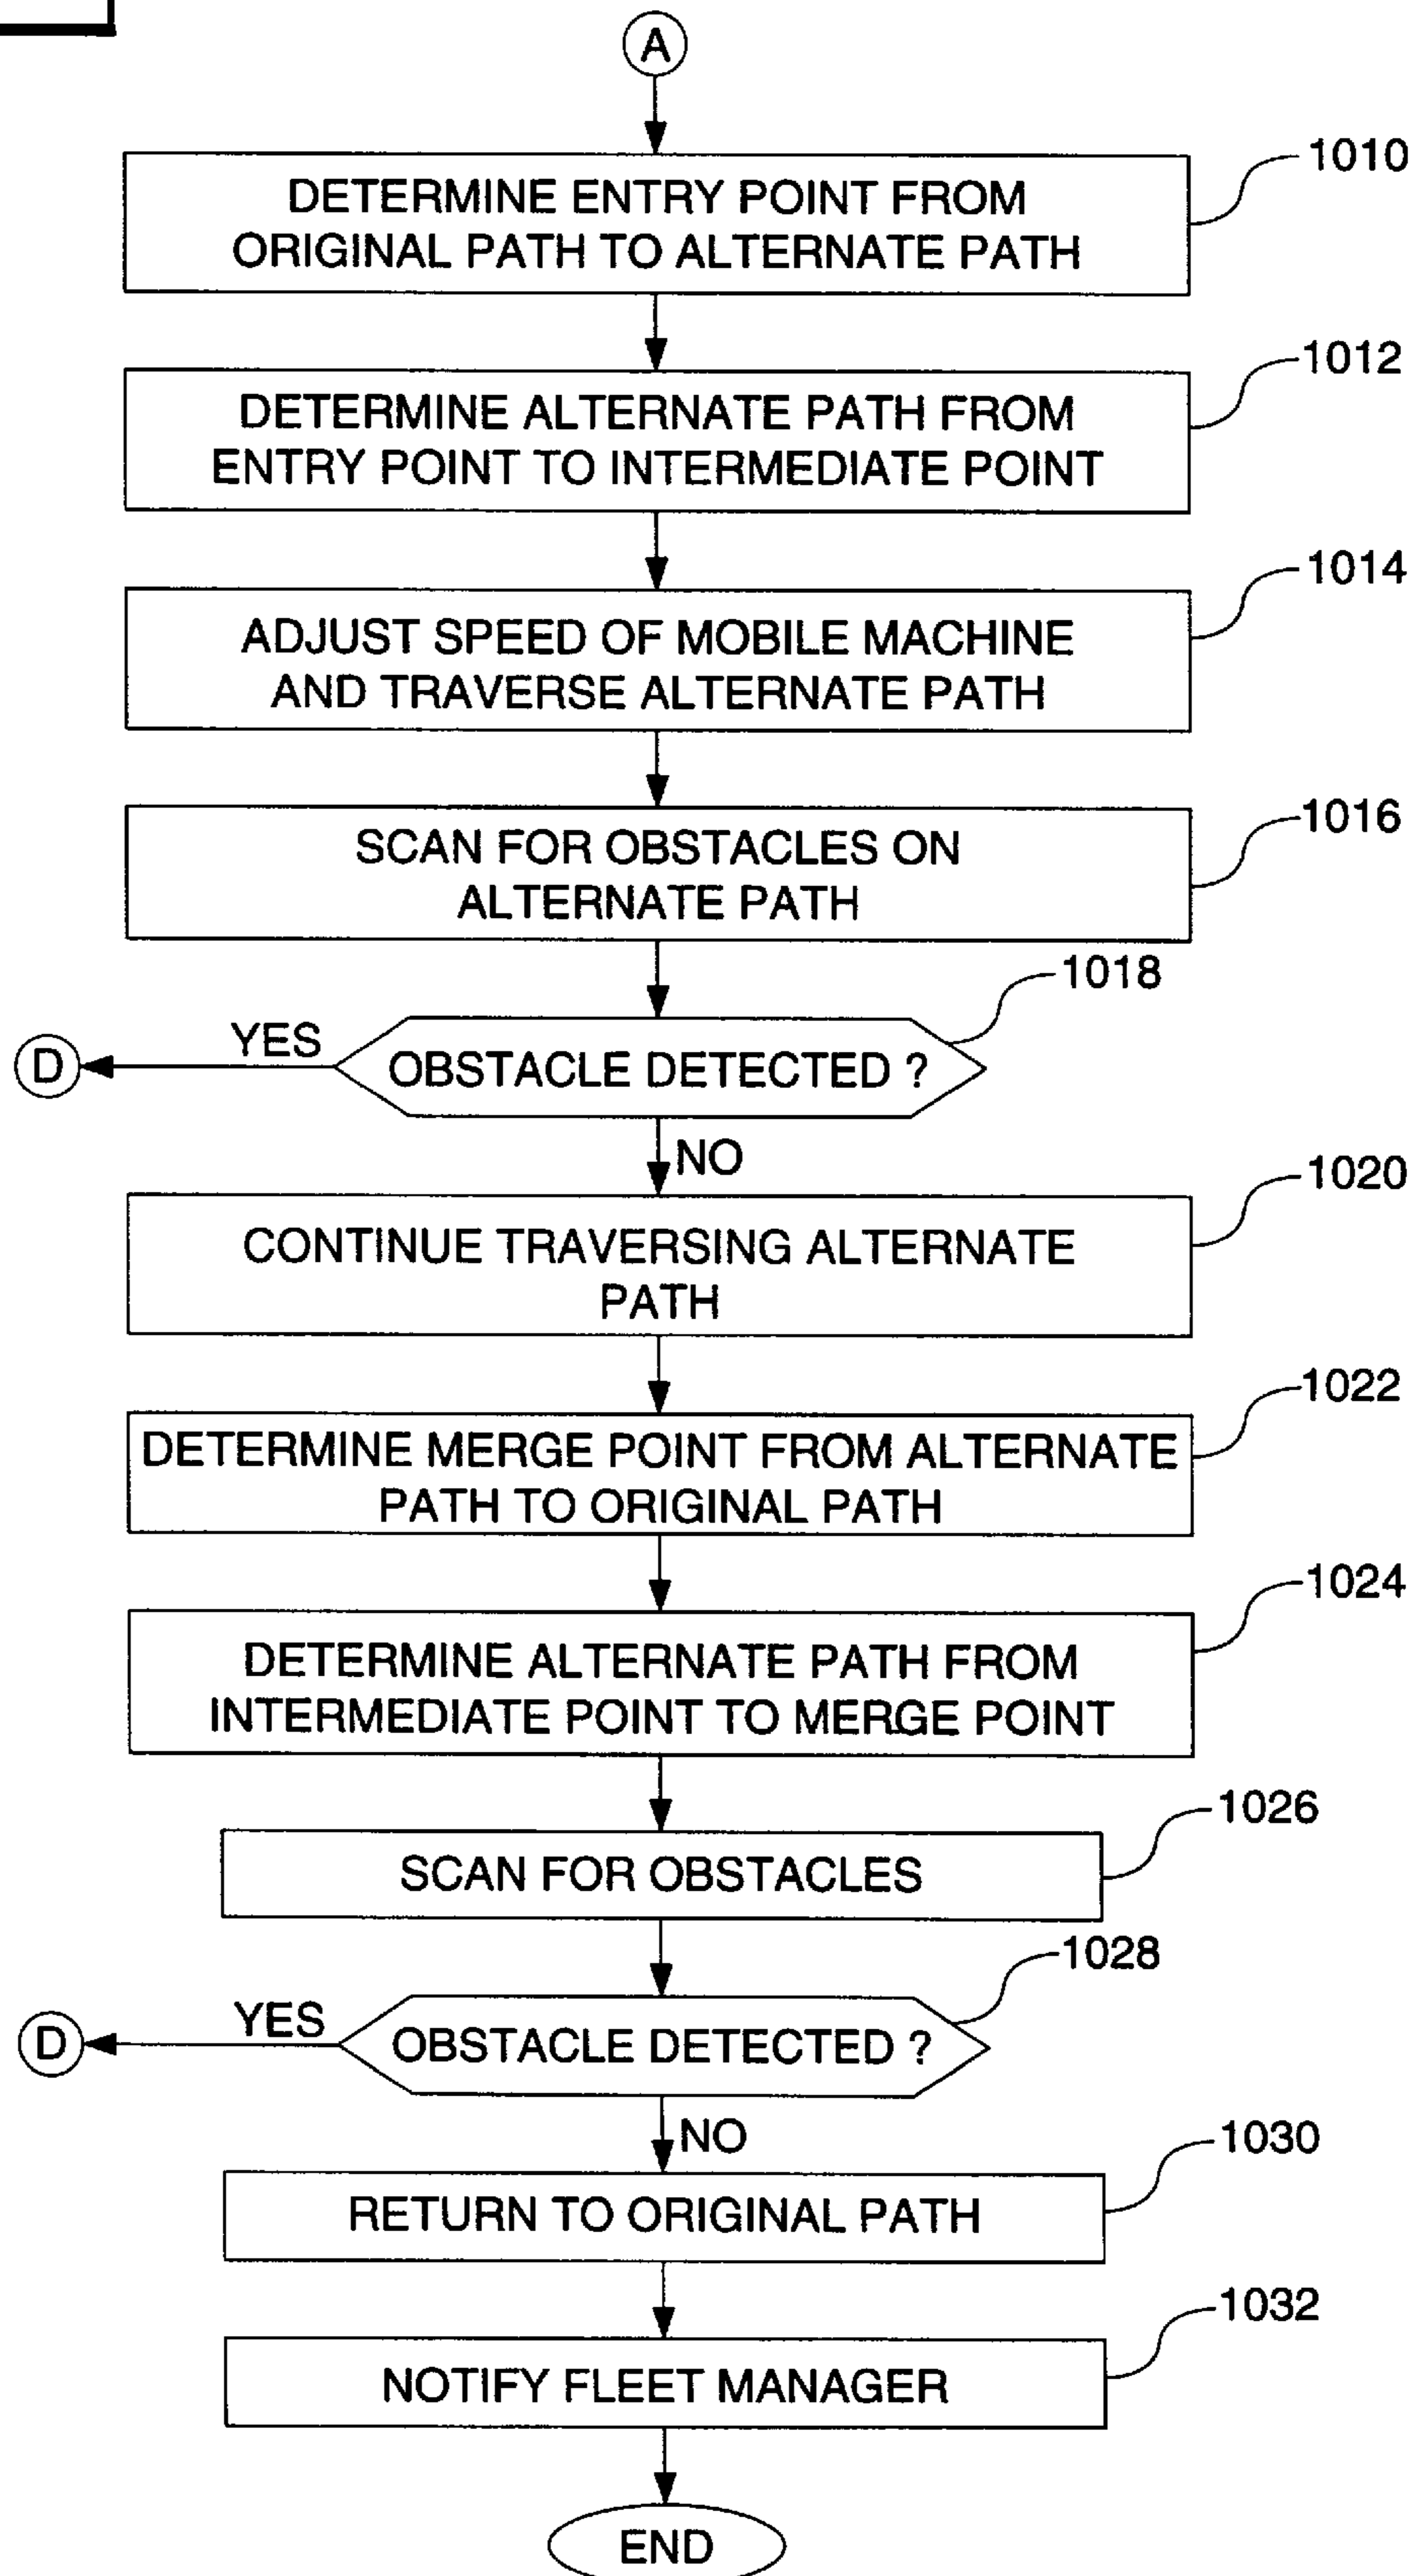 A
DETERMINE ENTRY POINT FROM
ORIGINAL PATH TO ALTERNATE PATH
1010
DETERMINE ALTERNATE PATH FROM
ENTRY POINT TO INTERMEDIATE POINT
1012
ADJUST SPEED OF MOBILE MACHINE
AND TRAVERSE ALTERNATE PATH
1014
SCAN FOR OBSTACLES ON
ALTERNATE PATH
1016
OBSTACLE DETECTED ?
1018
YES
D
NO
CONTINUE TRAVERSING ALTERNATE
PATH
1020
DETERMINE MERGE POINT FROM ALTERNATE
PATH TO ORIGINAL PATH
1022
DETERMINE ALTERNATE PATH FROM
INTERMEDIATE POINT TO MERGE POINT
1024
SCAN FOR OBSTACLES
1026
OBSTACLE DETECTED ?
1028
YES
D
NO
RETURN TO ORIGINAL PATH
1030
NOTIFY FLEET MANAGER
1032
END